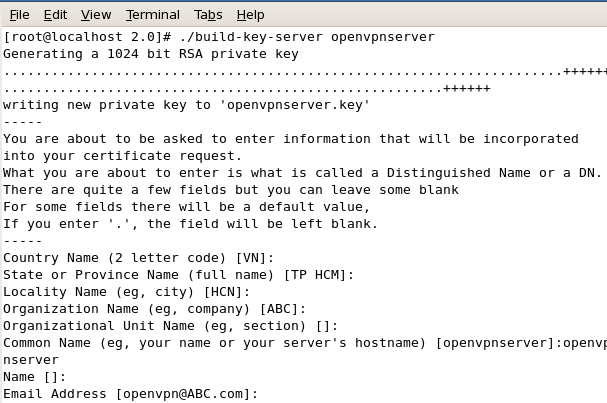 File Edit View Terminal Tabs Help
[root@localhost 2.0]# ./build-key-server openvpnserver
Generating a 1024 bit RSA private key
.....................................................................++++++
......................................................++++++
writing new private key to 'openvpnserver.key'
-----
You are about to be asked to enter information that will be incorporated
into your certificate request.
What you are about to enter is what is called a Distinguished Name or a DN.
There are quite a few fields but you can leave some blank
For some fields there will be a default value,
If you enter '.', the field will be left blank.
-----
Country Name (2 letter code) [VN]:
State or Province Name (full name) [TP HCM]:
Locality Name (eg, city) [HCN]:
Organization Name (eg, company) [ABC]:
Organizational Unit Name (eg, section) []:
Common Name (eg, your name or your server's hostname) [openvpnserver]:openvp
nserver
Name []:
Email Address [openvpn@ABC.com]: